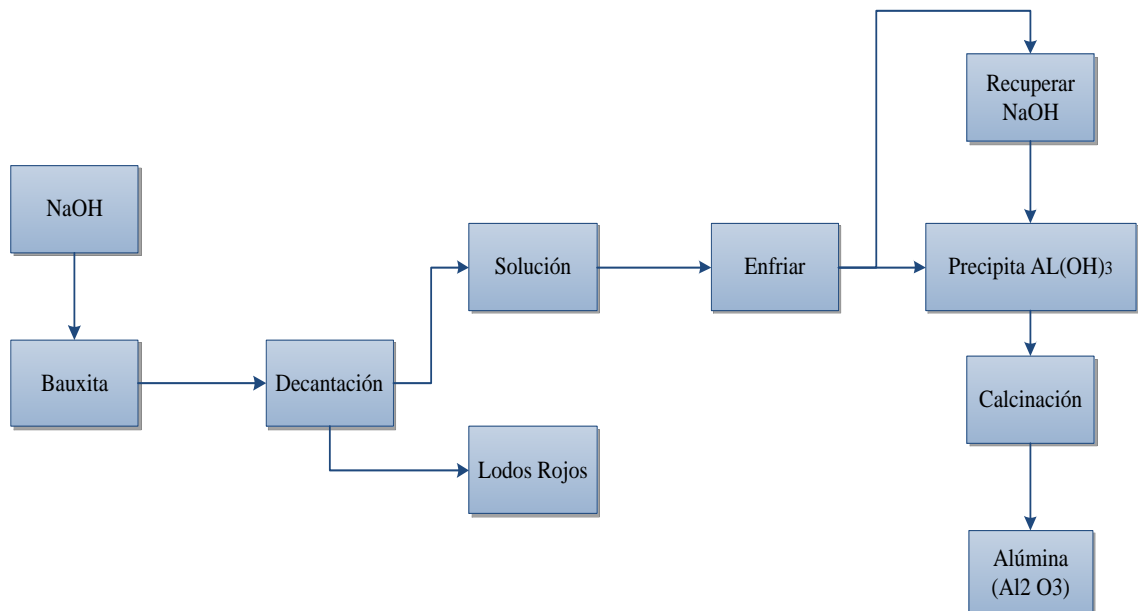 NaOH
Bauxita
Decantación
Solución
Lodos Rojos
Enfriar
Recuperar
NaOH
Precipita AL(OH)3
Calcinación
Alúmina
(Al2 O3)